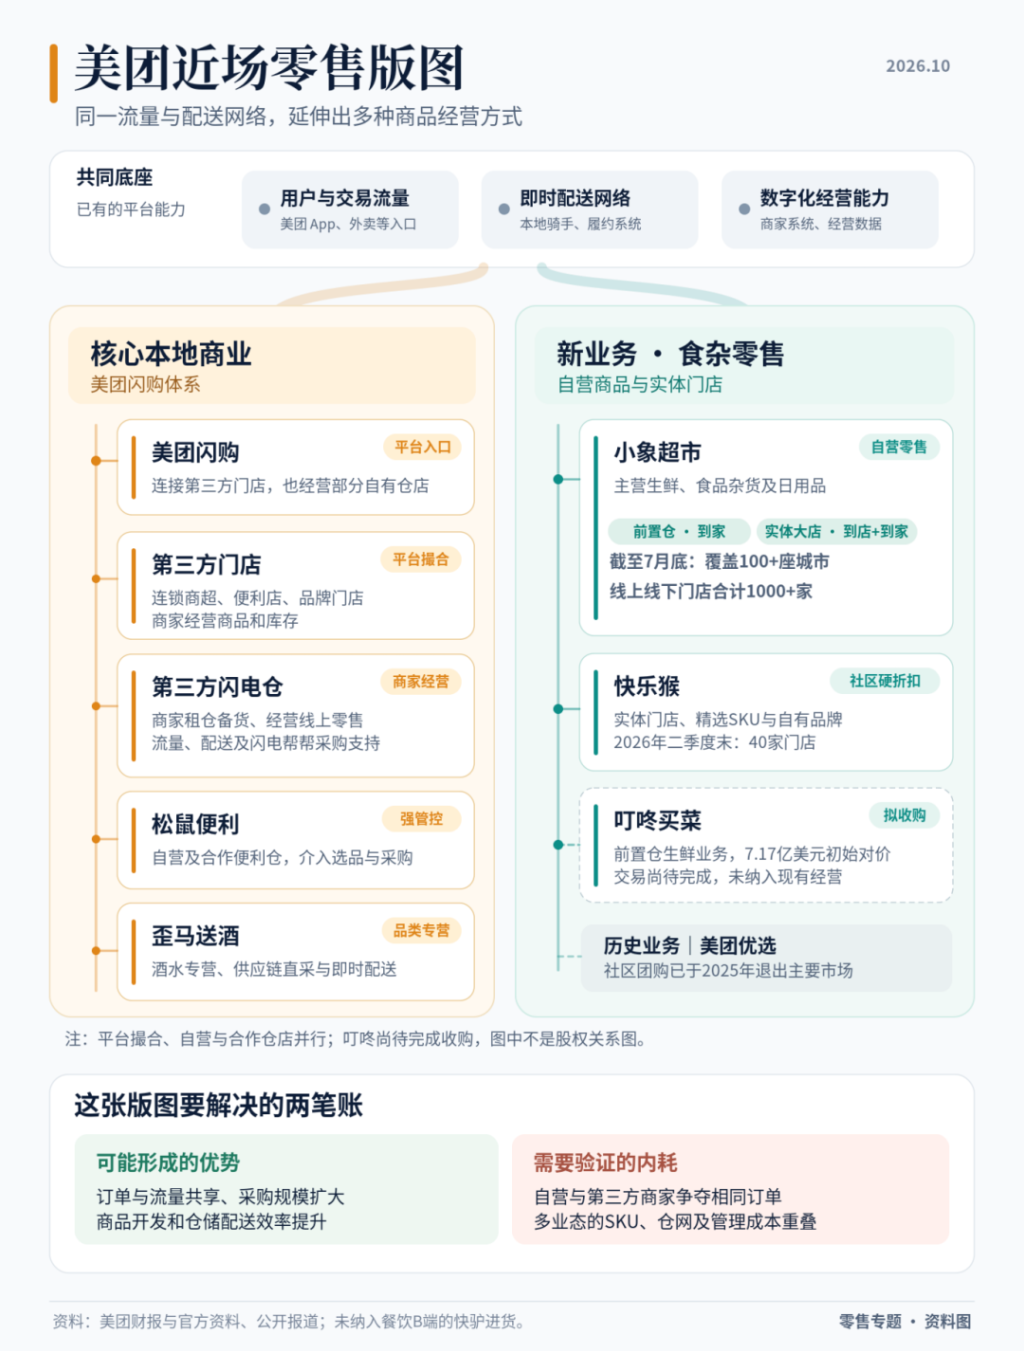 美团近场零售版图
2026.10
同一流量与配送网络，延伸出多种商品经营方式
共同底座
已有的平台能力
用户与交易流量
美团 App、外卖等入口
即时配送网络
本地骑手、履约系统
数字化经营能力
商家系统、经营数据
核心本地商业
美团闪购体系
美团闪购
平台入口
连接第三方门店，也经营部分自有仓店
第三方门店
平台撮合
连锁商超、便利店、品牌门店
商家经营商品和库存
第三方闪电仓
商家经营
商家租仓备货、经营线上零售
流量、配送及闪电帮帮采购支持
松鼠便利
强管控
自营及合作便利仓，介入选品与采购
歪马送酒
品类专营
酒水专营、供应链直采与即时配送
新业务 · 食杂零售
自营商品与实体门店
小象超市
自营零售
主营生鲜、食品杂货及日用品
前置仓 · 到家
实体大店 · 到店+到家
截至7月底：覆盖100+座城市
线上线下门店合计1000+家
快乐猴
社区硬折扣
实体门店、精选SKU与自有品牌
2026年二季度末：40家门店
叮咚买菜
拟收购
前置仓生鲜业务，7.17亿美元初始对价
交易尚待完成，未纳入现有经营
历史业务｜美团优选
社区团购已于2025年退出主要市场
注：平台撮合、自营与合作仓店并行；叮咚尚待完成收购，图中不是股权关系图。
这张版图要解决的两笔账
可能形成的优势
订单与流量共享、采购规模扩大
商品开发和仓储配送效率提升
需要验证的内耗
自营与第三方商家争夺相同订单
多业态的SKU、仓网及管理成本重叠
资料：美团财报与官方资料、公开报道；未纳入餐饮B端的快驴进货。
零售专题 · 资料图